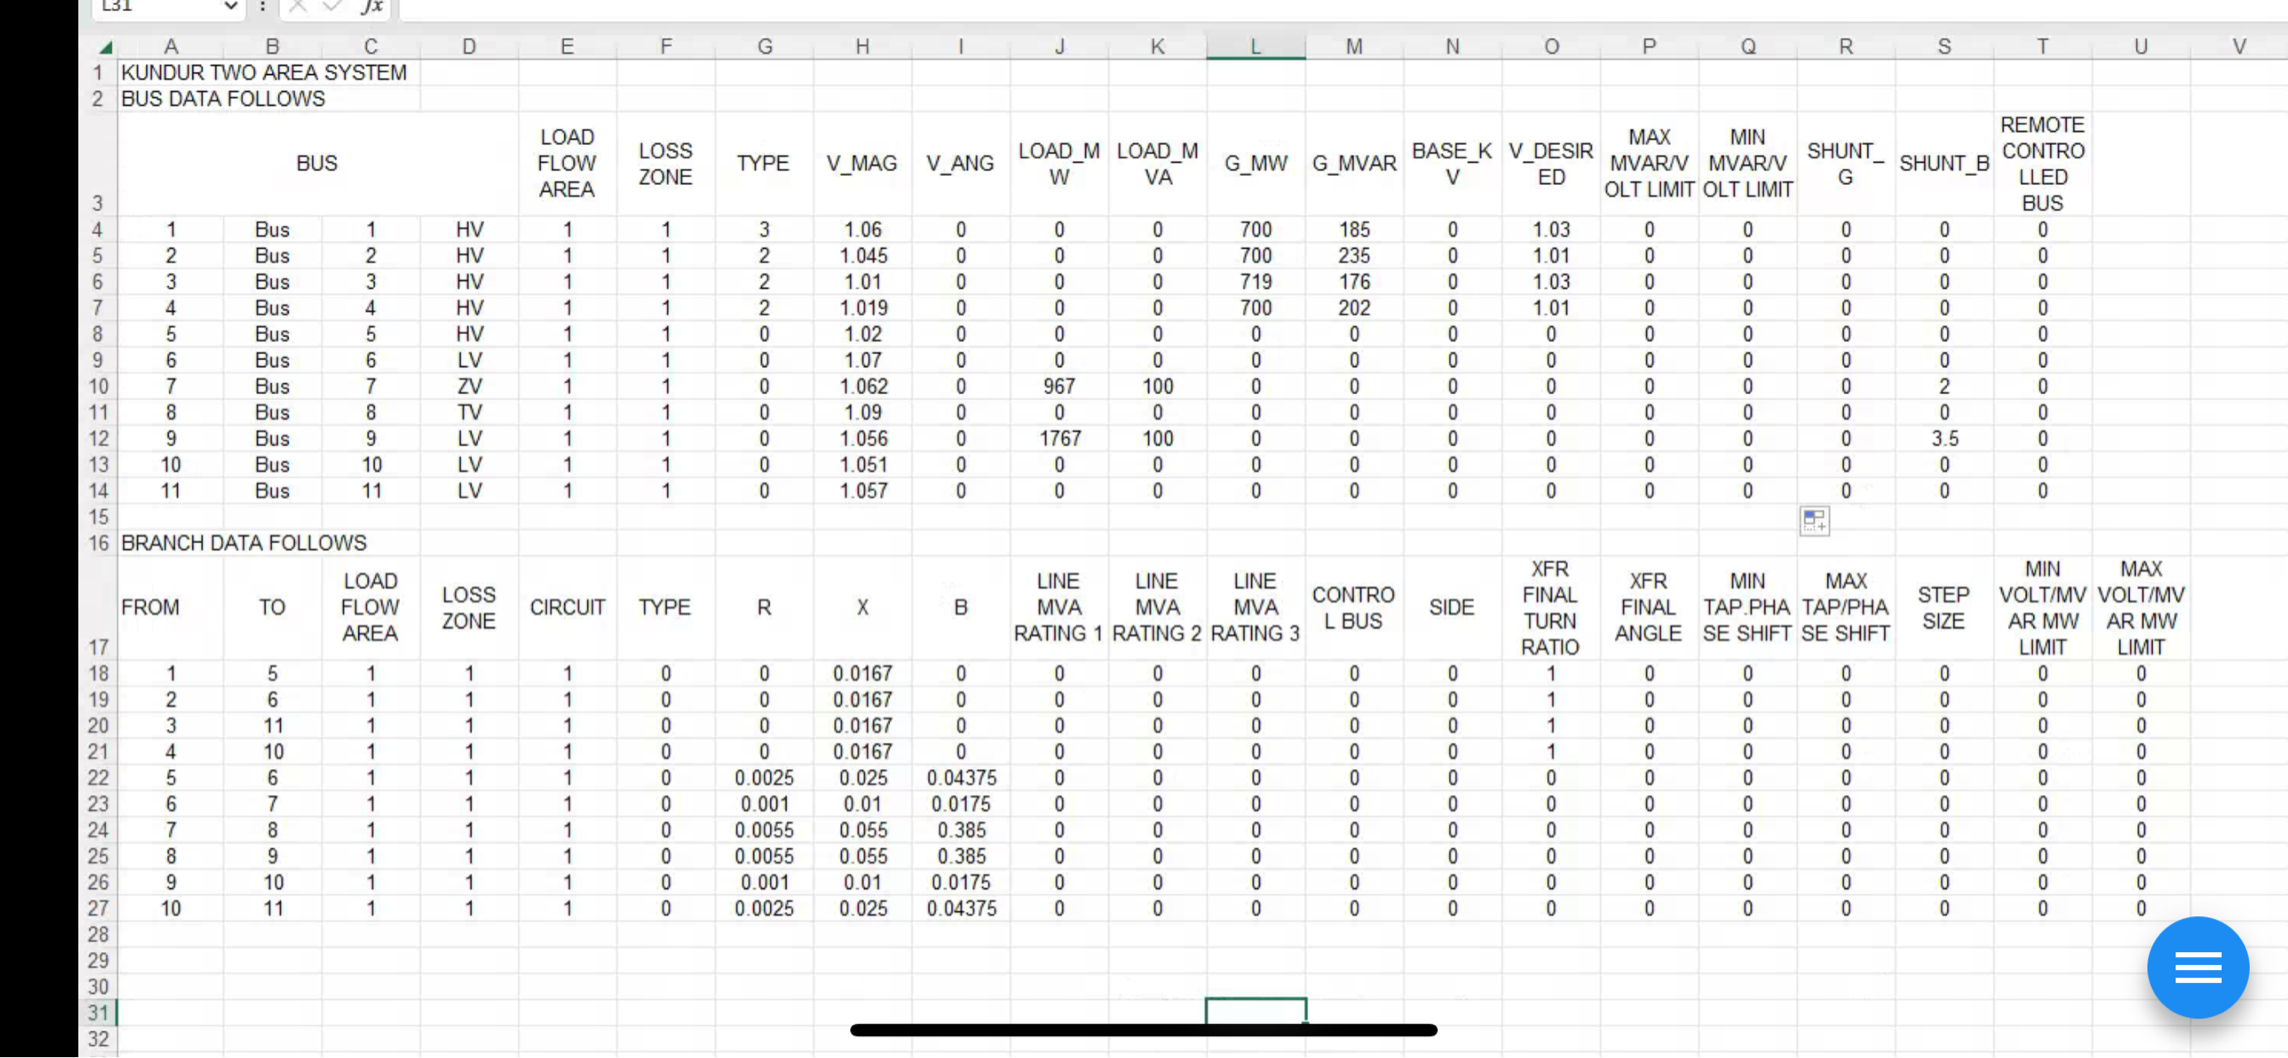 L31 fx
A B C D E F G H I J K L M N O P Q R S T U V
1 KUNDUR TWO AREA SYSTEM
2 BUS DATA FOLLOWS
3 BUS LOAD FLOW AREA LOSS ZONE TYPE V_MAG V_ANG LOAD_MW LOAD_MVA G_MW G_MVAR BASE_KV V_DESIRED MAX MVAR/VOLT LIMIT MIN MVAR/VOLT LIMIT SHUNT_G SHUNT_B REMOTE CONTROLLED BUS
4 1 Bus 1 HV 1 1 3 1.06 0 0 0 700 185 0 1.03 0 0 0 0 0
5 2 Bus 2 HV 1 1 2 1.045 0 0 0 700 235 0 1.01 0 0 0 0 0
6 3 Bus 3 HV 1 1 2 1.01 0 0 0 719 176 0 1.03 0 0 0 0 0
7 4 Bus 4 HV 1 1 2 1.019 0 0 0 700 202 0 1.01 0 0 0 0 0
8 5 Bus 5 HV 1 1 0 1.02 0 0 0 0 0 0 0 0 0 0 0 0
9 6 Bus 6 LV 1 1 0 1.07 0 0 0 0 0 0 0 0 0 0 0 0
10 7 Bus 7 ZV 1 1 0 1.062 0 967 100 0 0 0 0 0 0 0 2 0
11 8 Bus 8 TV 1 1 0 1.09 0 0 0 0 0 0 0 0 0 0 0 0
12 9 Bus 9 LV 1 1 0 1.056 0 1767 100 0 0 0 0 0 0 0 3.5 0
13 10 Bus 10 LV 1 1 0 1.051 0 0 0 0 0 0 0 0 0 0 0 0
14 11 Bus 11 LV 1 1 0 1.057 0 0 0 0 0 0 0 0 0 0 0 0
15
16 BRANCH DATA FOLLOWS
17 FROM TO LOAD FLOW AREA LOSS ZONE CIRCUIT TYPE R X B LINE MVA RATING 1 LINE MVA RATING 2 LINE MVA RATING 3 CONTROL BUS SIDE XFR FINAL TURN RATIO XFR FINAL ANGLE MIN TAP.PHASE SHIFT MAX TAP/PHASE SHIFT STEP SIZE MIN VOLT/MVAR MW LIMIT MAX VOLT/MVAR MW LIMIT
18 1 5 1 1 1 0 0 0.0167 0 0 0 0 0 0 1 0 0 0 0 0 0
19 2 6 1 1 1 0 0 0.0167 0 0 0 0 0 0 1 0 0 0 0 0 0
20 3 11 1 1 1 0 0 0.0167 0 0 0 0 0 0 1 0 0 0 0 0 0
21 4 10 1 1 1 0 0 0.0167 0 0 0 0 0 0 1 0 0 0 0 0 0
22 5 6 1 1 1 0 0.0025 0.025 0.04375 0 0 0 0 0 0 0 0 0 0 0 0
23 6 7 1 1 1 0 0.001 0.01 0.0175 0 0 0 0 0 0 0 0 0 0 0 0
24 7 8 1 1 1 0 0.0055 0.055 0.385 0 0 0 0 0 0 0 0 0 0 0 0
25 8 9 1 1 1 0 0.0055 0.055 0.385 0 0 0 0 0 0 0 0 0 0 0 0
26 9 10 1 1 1 0 0.001 0.01 0.0175 0 0 0 0 0 0 0 0 0 0 0 0
27 10 11 1 1 1 0 0.0025 0.025 0.04375 0 0 0 0 0 0 0 0 0 0 0 0
28
29
30
31
32